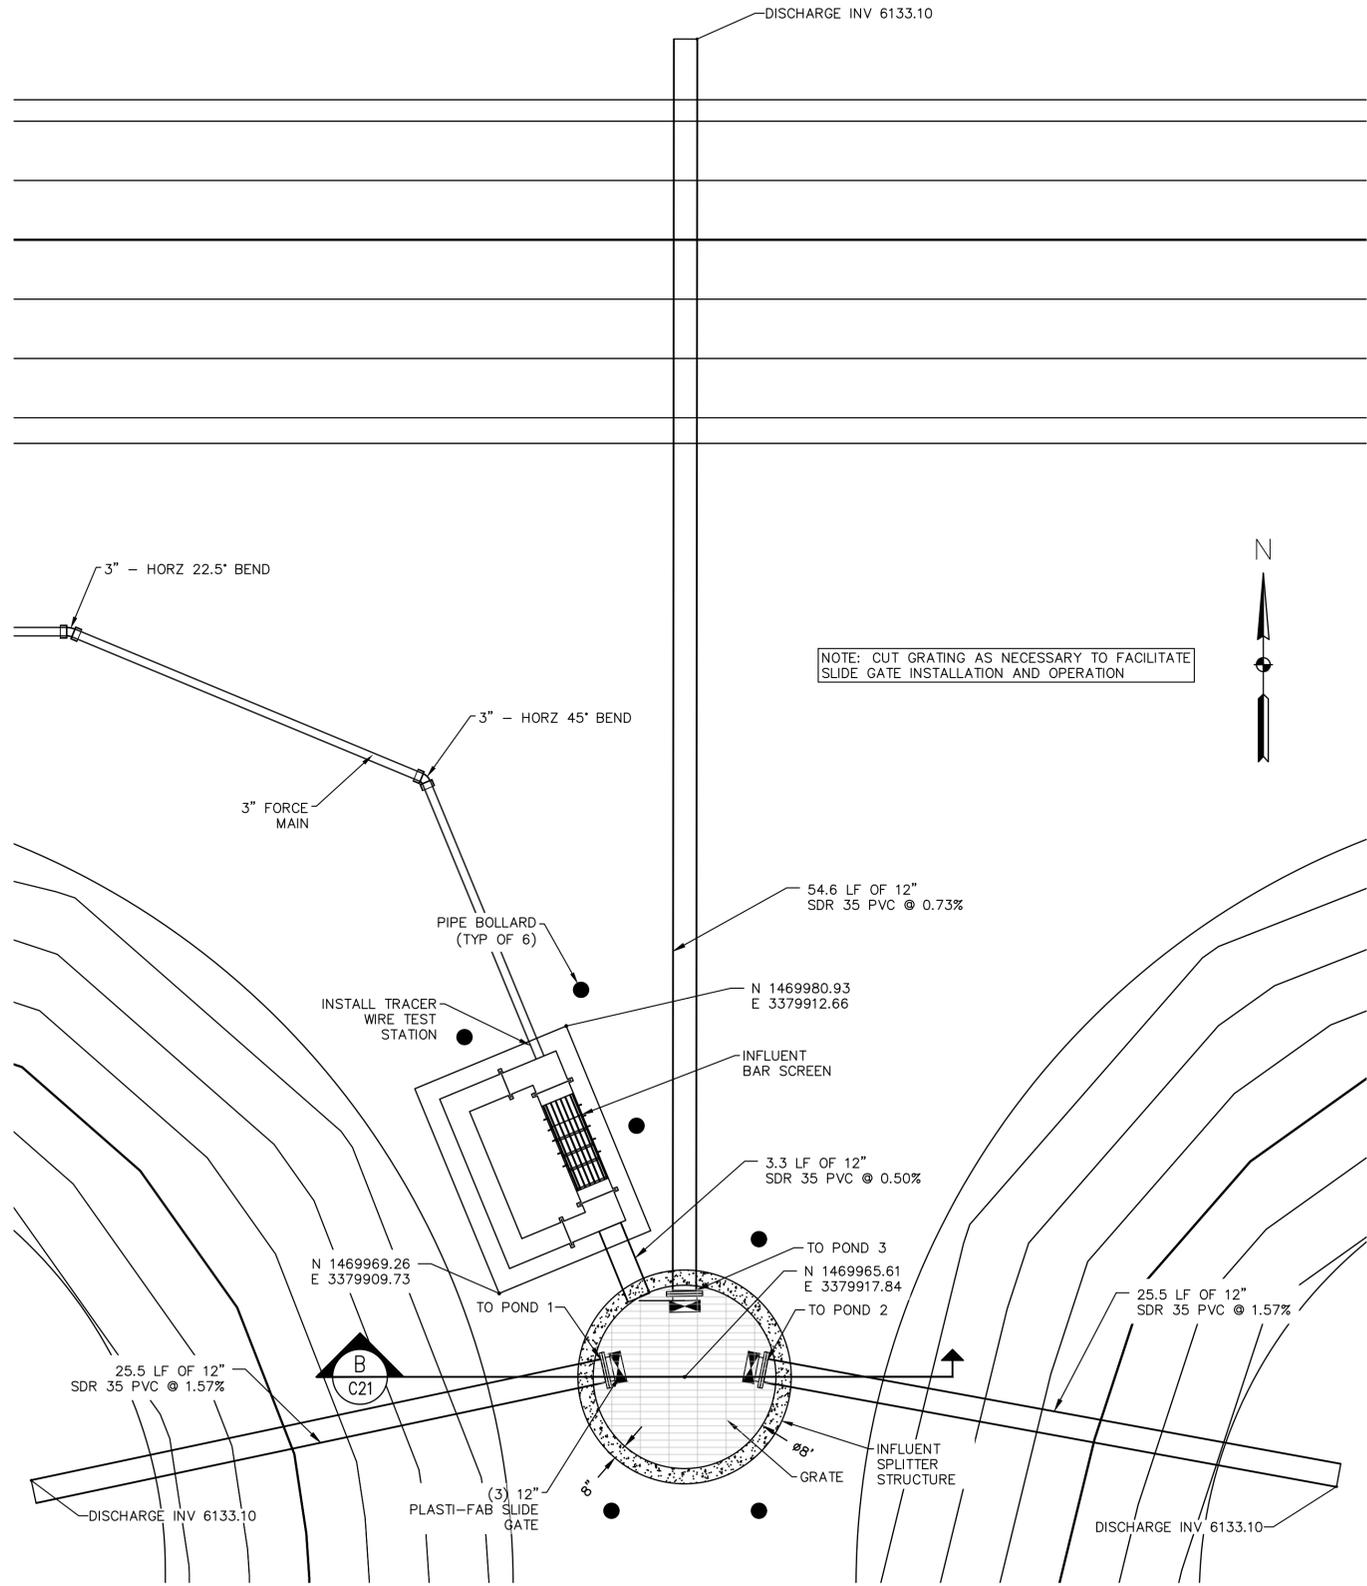 DISCHARGE INV 6133.10
N
3" - HORZ 22.5° BEND
NOTE: CUT GRATING AS NECESSARY TO FACILITATE
SLIDE GATE INSTALLATION AND OPERATION
3" - HORZ 45° BEND
3" FORCE
MAIN
54.6 LF OF 12"
SDR 35 PVC @ 0.73%
PIPE BOLLARD
(TYP OF 6)
N 1469980.93
E 3379912.66
INSTALL TRACER
WIRE TEST
STATION
INFLUENT
BAR SCREEN
3.3 LF OF 12"
SDR 35 PVC @ 0.50%
TO POND 3
N 1469969.26
E 3379909.73
N 1469965.61
E 3379917.84
TO POND 1
TO POND 2
25.5 LF OF 12"
SDR 35 PVC @ 1.57%
25.5 LF OF 12"
SDR 35 PVC @ 1.57%
B
C21
ø8'
8"
INFLUENT
SPLITTER
STRUCTURE
GRATE
(3) 12"
PLASTI-FAB SLIDE
GATE
DISCHARGE INV 6133.10
DISCHARGE INV 6133.10